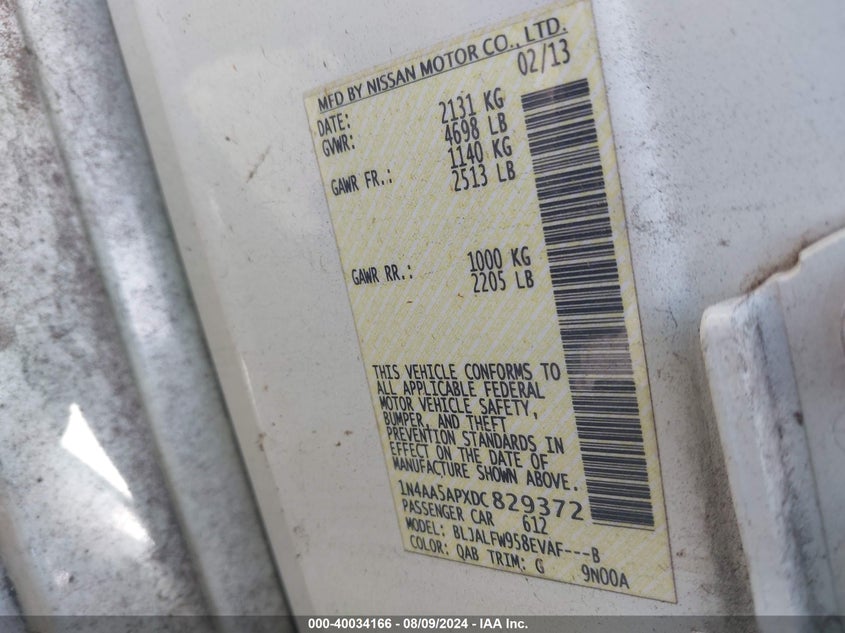 MFD BY NISSAN MOTOR CO., LTD.
DATE: 02/13
GVWR: 2131 KG
4698 LB
GAWR FR.: 1140 KG
2513 LB
GAWR RR.: 1000 KG
2205 LB
THIS VEHICLE CONFORMS TO
ALL APPLICABLE FEDERAL
MOTOR VEHICLE SAFETY,
BUMPER, AND THEFT
PREVENTION STANDARDS IN
EFFECT ON THE DATE OF
MANUFACTURE SHOWN ABOVE.
1N4AA5APXDC829372
PASSENGER CAR 612
MODEL: BLJALFW958EVAF---B
COLOR: QAB TRIM: G 9N00A
000-40034166 - 08/09/2024 - IAA Inc.